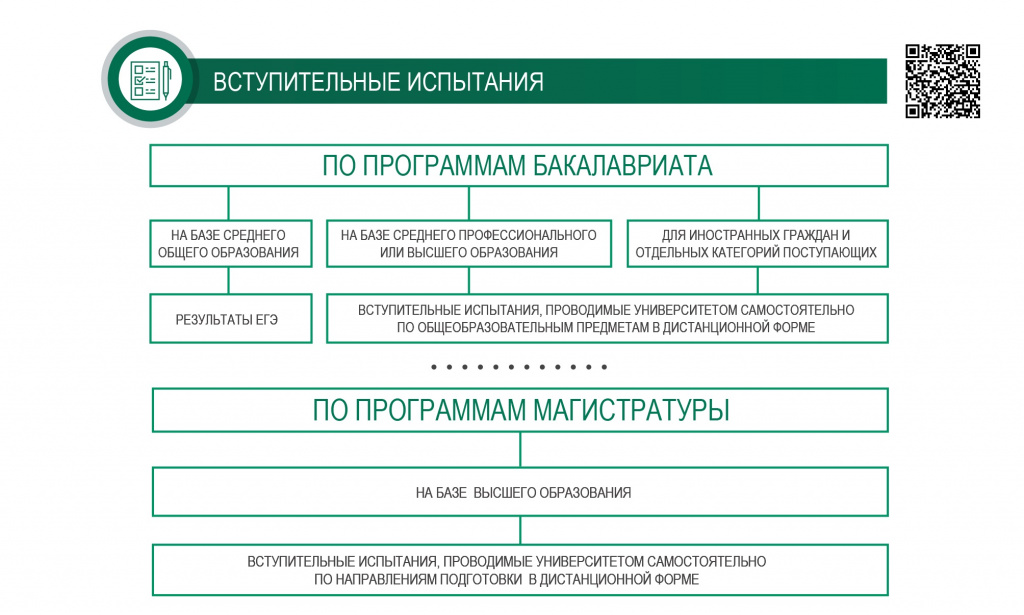 ВСТУПИТЕЛЬНЫЕ ИСПЫТАНИЯ
ПО ПРОГРАММАМ БАКАЛАВРИАТА
НА БАЗЕ СРЕДНЕГО
ОБЩЕГО ОБРАЗОВАНИЯ
НА БАЗЕ СРЕДНЕГО ПРОФЕССИОНАЛЬНОГО
ИЛИ ВЫСШЕГО ОБРАЗОВАНИЯ
ДЛЯ ИНОСТРАННЫХ ГРАЖДАН И
ОТДЕЛЬНЫХ КАТЕГОРИЙ ПОСТУПАЮЩИХ
РЕЗУЛЬТАТЫ ЕГЭ
ВСТУПИТЕЛЬНЫЕ ИСПЫТАНИЯ, ПРОВОДИМЫЕ УНИВЕРСИТЕТОМ САМОСТОЯТЕЛЬНО
ПО ОБЩЕОБРАЗОВАТЕЛЬНЫМ ПРЕДМЕТАМ В ДИСТАНЦИОННОЙ ФОРМЕ
ПО ПРОГРАММАМ МАГИСТРАТУРЫ
НА БАЗЕ ВЫСШЕГО ОБРАЗОВАНИЯ
ВСТУПИТЕЛЬНЫЕ ИСПЫТАНИЯ, ПРОВОДИМЫЕ УНИВЕРСИТЕТОМ САМОСТОЯТЕЛЬНО
ПО НАПРАВЛЕНИЯМ ПОДГОТОВКИ В ДИСТАНЦИОННОЙ ФОРМЕ